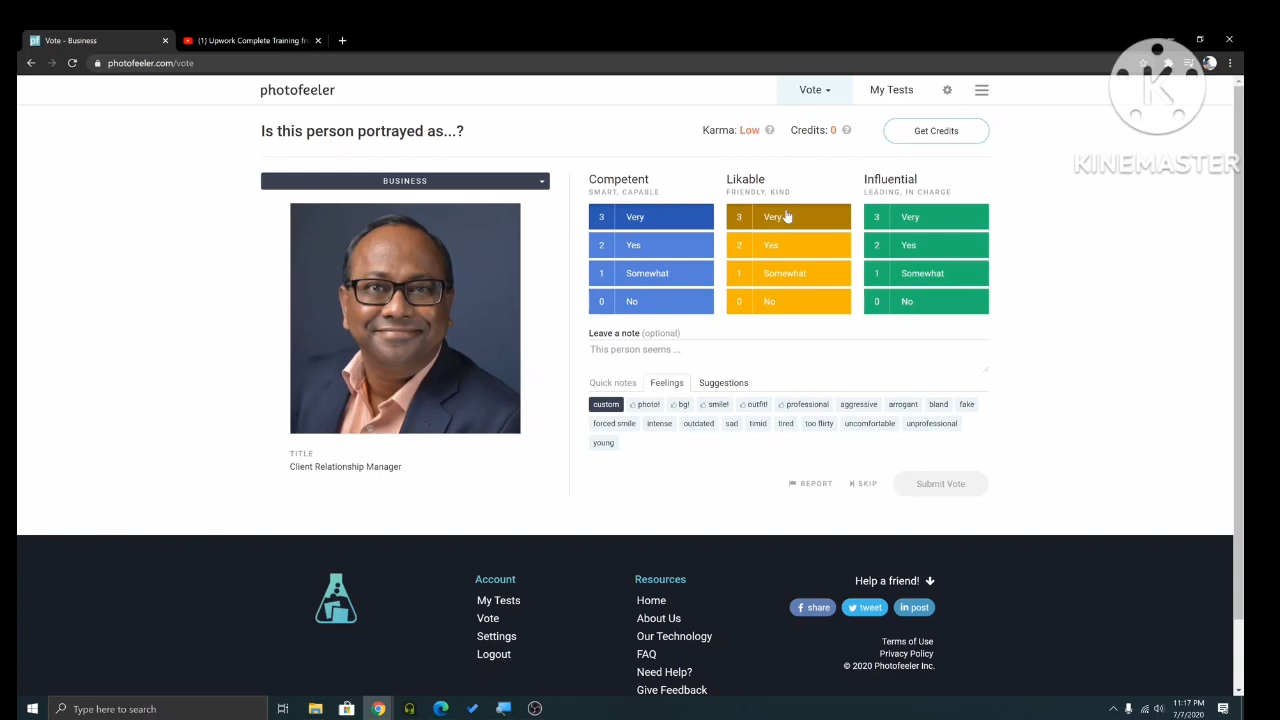 Vote - Business
(1) Upwork Complete Training fr
photofeeler.com/vote
KINEMASTER
photofeeler
Vote
My Tests
Is this person portrayed as...?
Karma: Low
Credits: 0
Get Credits
BUSINESS
TITLE
Client Relationship Manager
Competent
SMART, CAPABLE
3 Very
2 Yes
1 Somewhat
0 No
Likable
FRIENDLY, KIND
3 Very
2 Yes
1 Somewhat
0 No
Influential
LEADING, IN CHARGE
3 Very
2 Yes
1 Somewhat
0 No
Leave a note (optional)
This person seems ...
Quick notes Feelings Suggestions
custom photo! bg! smile! outfit! professional aggressive arrogant bland fake
forced smile intense outdated sad timid tired too flirty uncomfortable unprofessional
young
REPORT SKIP Submit Vote
Account
My Tests
Vote
Settings
Logout
Resources
Home
About Us
Our Technology
FAQ
Need Help?
Give Feedback
Help a friend!
share tweet post
Terms of Use
Privacy Policy
© 2020 Photofeeler Inc.
Type here to search
11:17 PM
7/7/2020